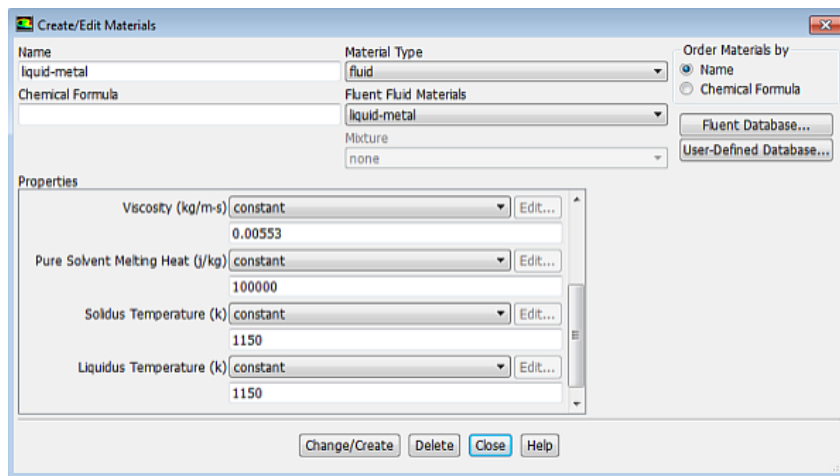 Create/Edit Materials
Name
liquid-metal
Chemical Formula
Material Type
fluid
Fluent Fluid Materials
liquid-metal
Mixture
none
Order Materials by
Name
Chemical Formula
Fluent Database...
User-Defined Database...
Properties
Viscosity (kg/m-s) constant Edit...
0.00553
Pure Solvent Melting Heat (j/kg) constant Edit...
100000
Solidus Temperature (k) constant Edit...
1150
Liquidus Temperature (k) constant Edit...
1150
Change/Create Delete Close Help